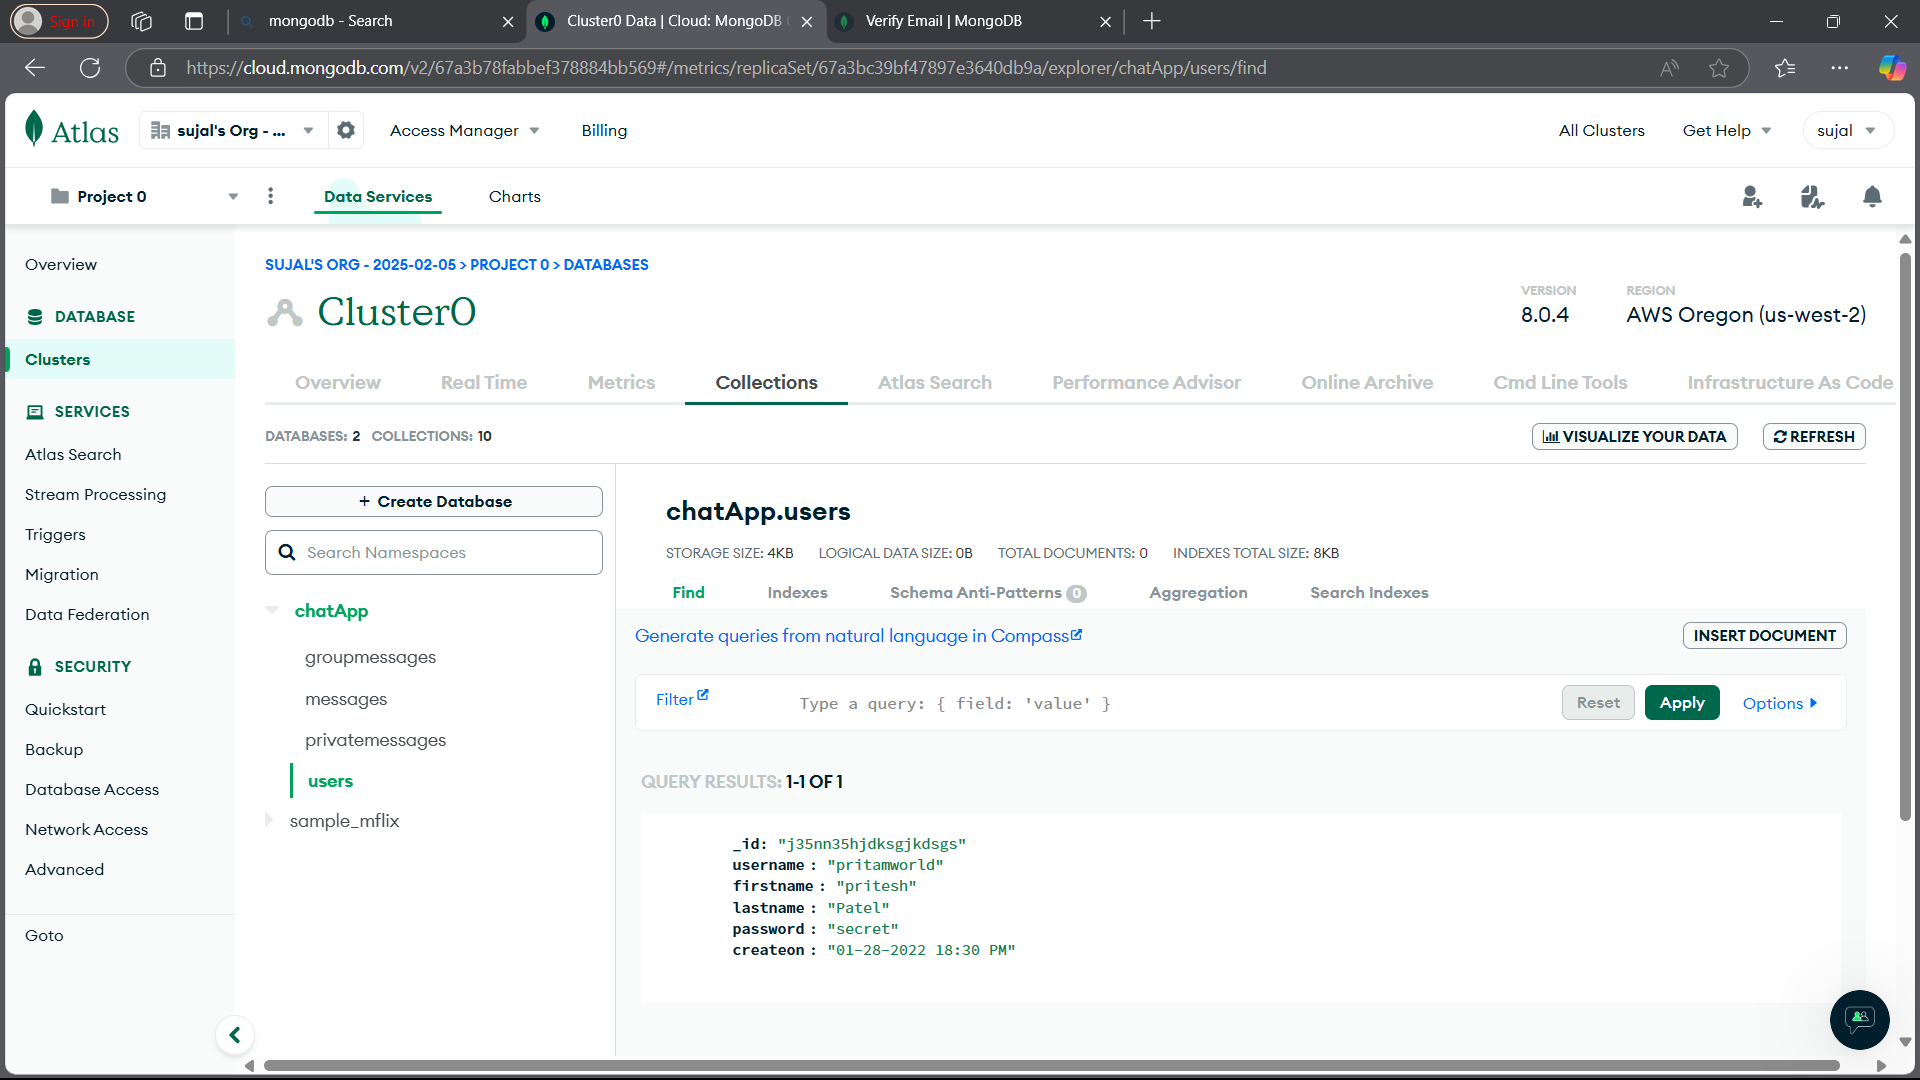 Sign in
mongodb - Search
Cluster0 Data | Cloud: MongoDB
Verify Email | MongoDB
https://cloud.mongodb.com/v2/67a3b78fabbef378884bb569#/metrics/replicaSet/67a3bc39bf47897e3640db9a/explorer/chatApp/users/find
Atlas
sujal's Org - ...
Access Manager
Billing
All Clusters
Get Help
sujal
Project 0
Data Services
Charts
Overview
DATABASE
Clusters
SERVICES
Atlas Search
Stream Processing
Triggers
Migration
Data Federation
SECURITY
Quickstart
Backup
Database Access
Network Access
Advanced
Goto
SUJAL'S ORG - 2025-02-05 > PROJECT 0 > DATABASES
Cluster0
VERSION
8.0.4
REGION
AWS Oregon (us-west-2)
Overview
Real Time
Metrics
Collections
Atlas Search
Performance Advisor
Online Archive
Cmd Line Tools
Infrastructure As Code
DATABASES: 2 COLLECTIONS: 10
VISUALIZE YOUR DATA
REFRESH
+ Create Database
Search Namespaces
chatApp
groupmessages
messages
privatemessages
users
sample_mflix
chatApp.users
STORAGE SIZE: 4KB LOGICAL DATA SIZE: 0B TOTAL DOCUMENTS: 0 INDEXES TOTAL SIZE: 8KB
Find
Indexes
Schema Anti-Patterns 0
Aggregation
Search Indexes
Generate queries from natural language in Compass
INSERT DOCUMENT
Filter
Type a query: { field: 'value' }
Reset
Apply
Options
QUERY RESULTS: 1-1 OF 1
_id: "j35nn35hjdksgjkdsgs"
username : "pritamworld"
firstname : "pritesh"
lastname : "Patel"
password : "secret"
createon : "01-28-2022 18:30 PM"